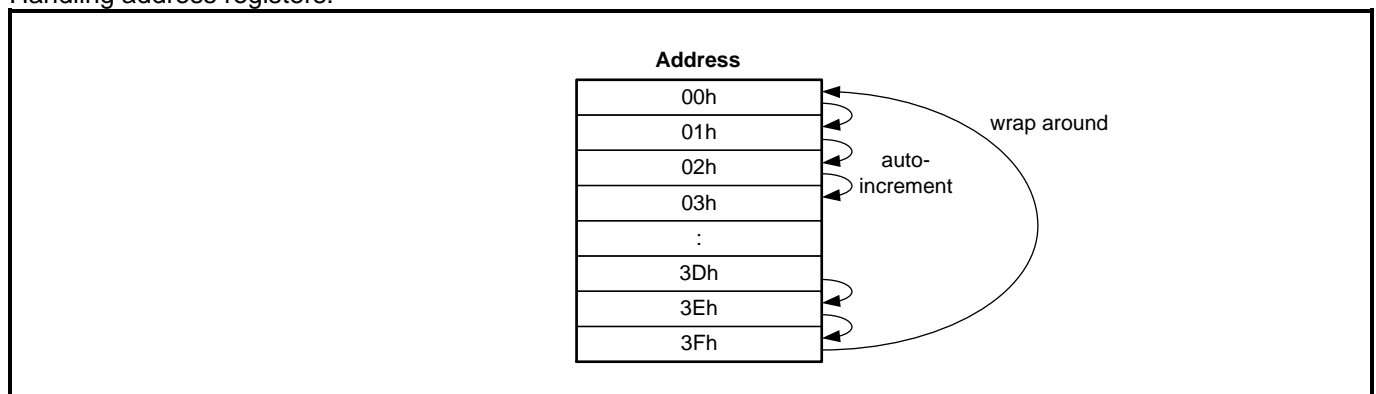 Handling address registers:
Address
00h
01h
02h
03h
:
3Dh
3Eh
3Fh
wrap around
auto-
increment